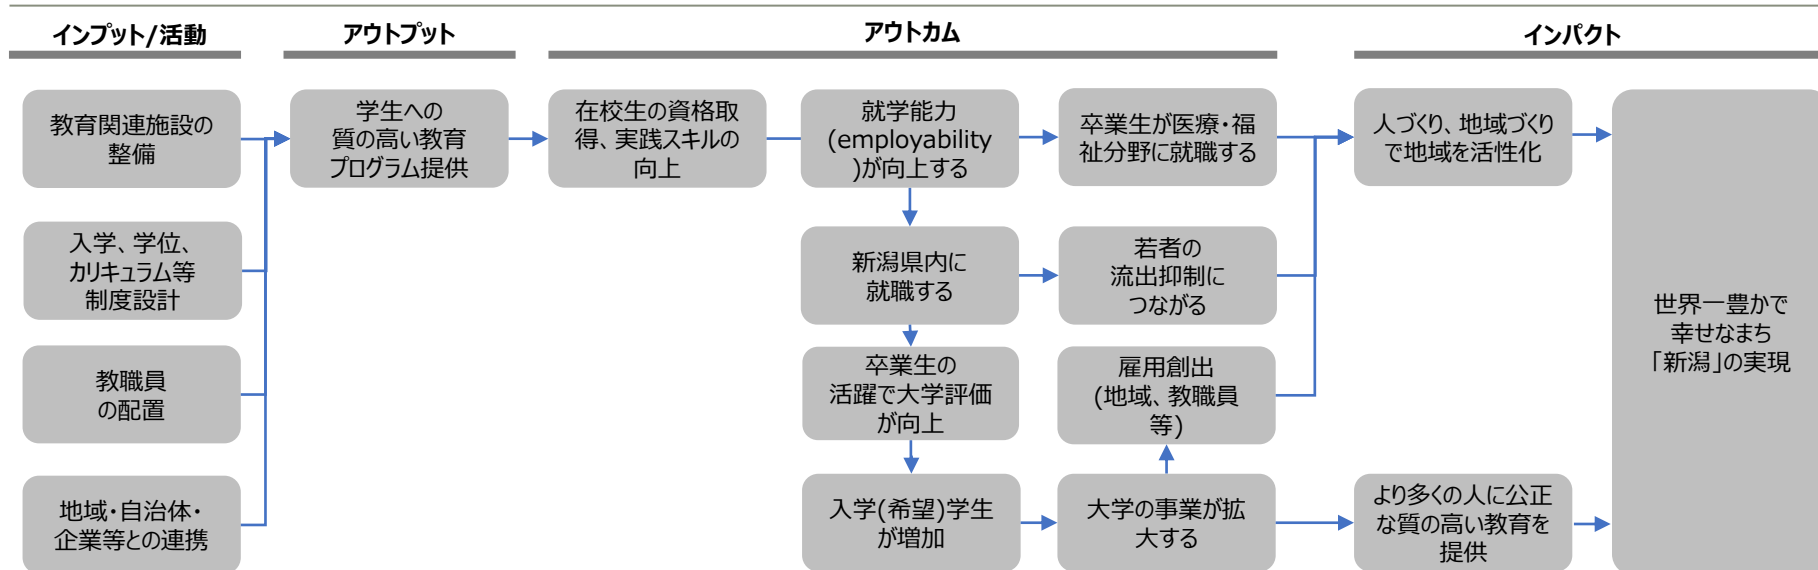 インプット/活動
アウトプット
アウトカム
インパクト
教育関連施設の
整備
入学、学位、
カリキュラム等
制度設計
教職員
の配置
地域・自治体・
企業等との連携
学生への
質の高い教育
プログラム提供
在校生の資格取
得、実践スキルの
向上
就学能力
(employability
)が向上する
新潟県内に
就職する
卒業生の
活躍で大学評価
が向上
入学(希望)学生
が増加
卒業生が医療・福
祉分野に就職する
若者の
流出抑制に
つながる
雇用創出
(地域、教職員
等)
大学の事業が拡
大する
人づくり、地域づくり
で地域を活性化
より多くの人に公正
な質の高い教育を
提供
世界一豊かで
幸せなまち
「新潟」の実現